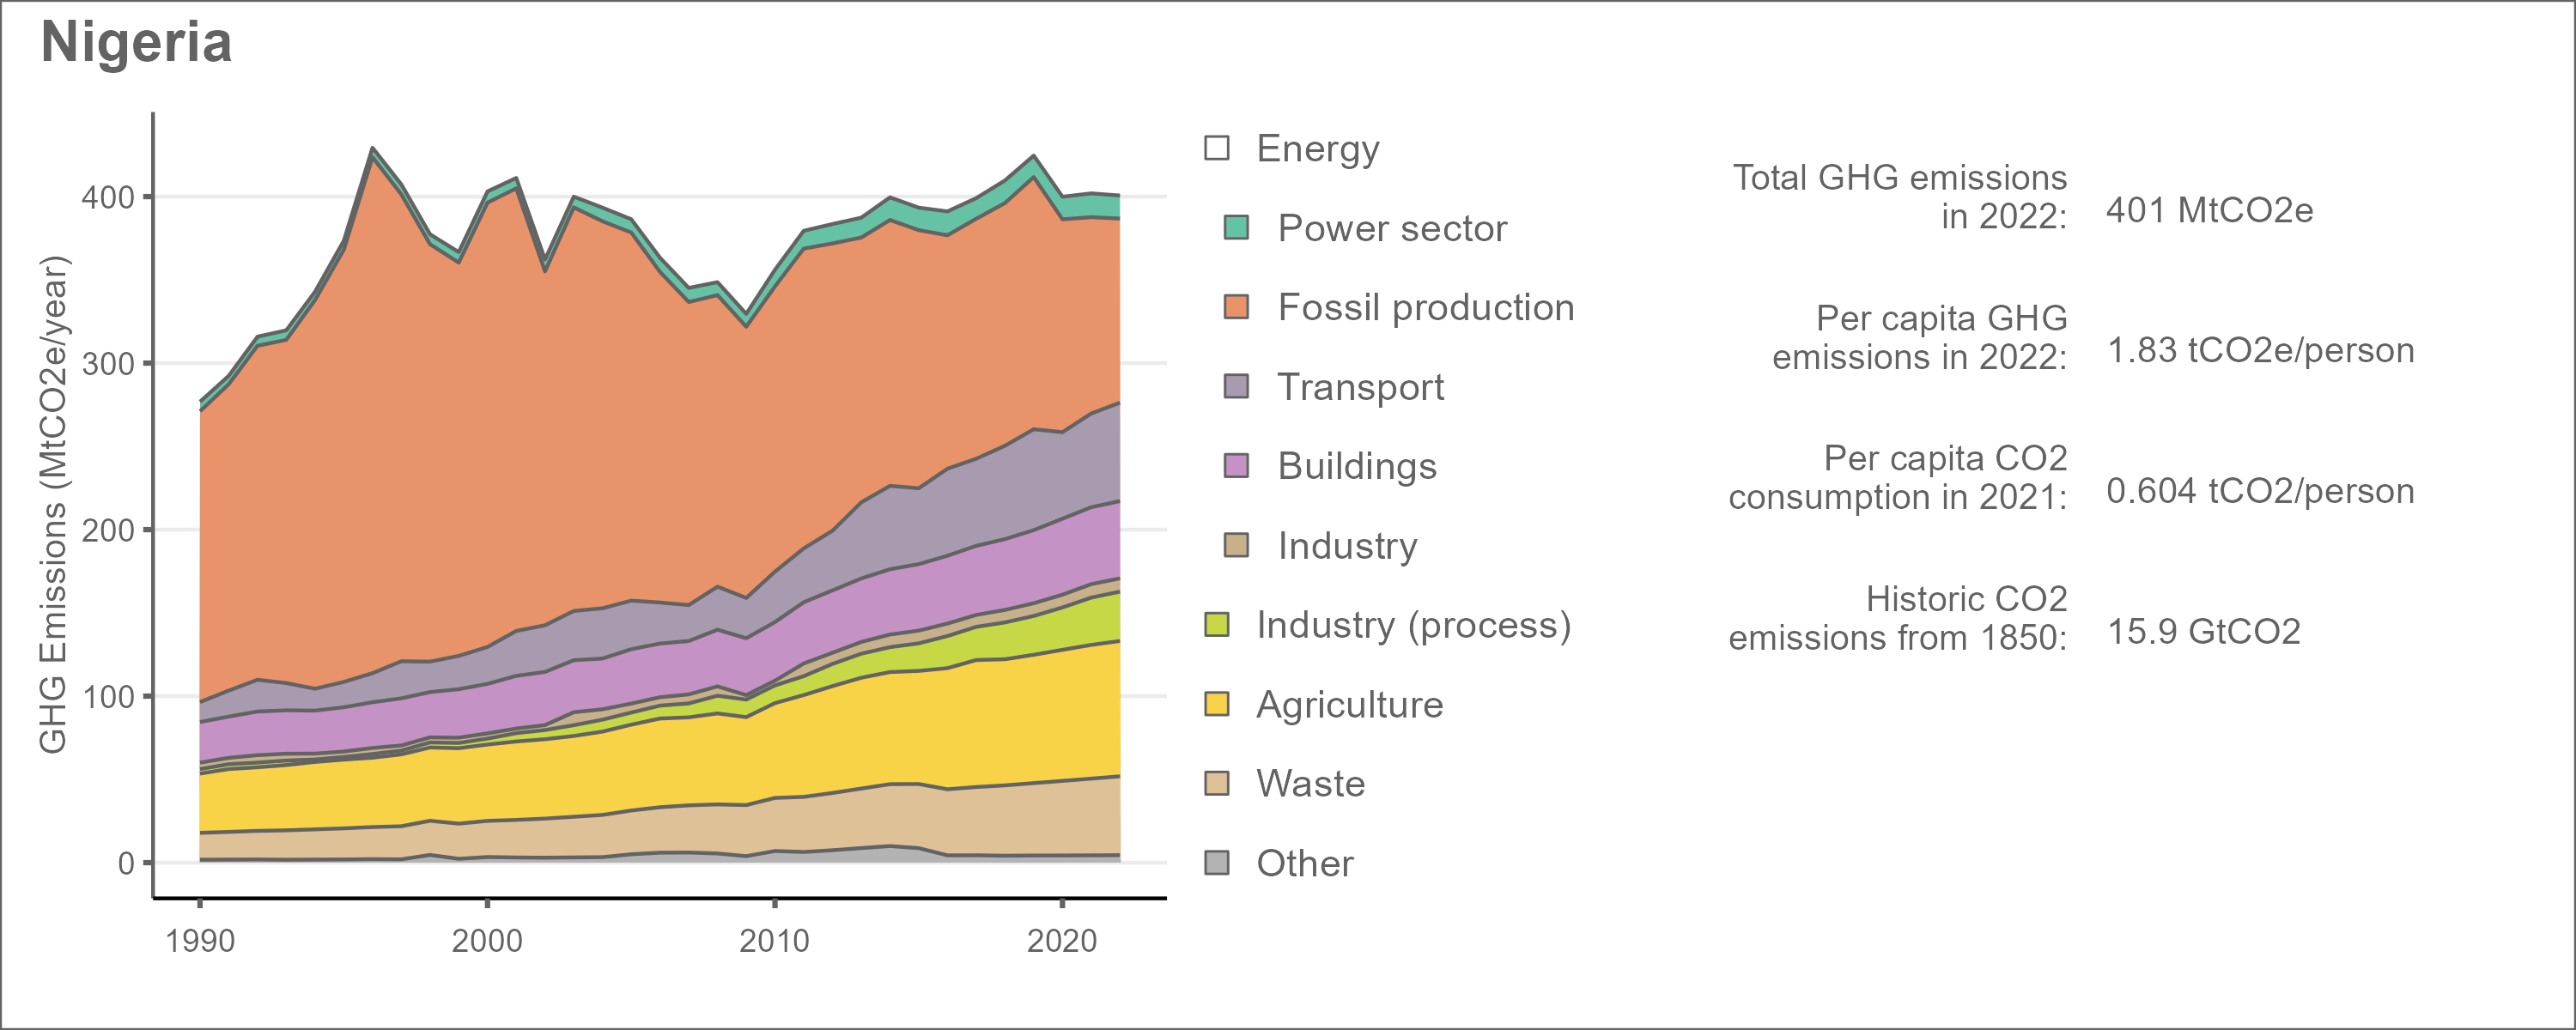 Nigeria
GHG Emissions (MtCO2e/year)
400
300
200
100
0
1990
2000
2010
2020
Energy
Power sector
Fossil production
Transport
Buildings
Industry
Industry (process)
Agriculture
Waste
Other
Total GHG emissions
in 2022:
401 MtCO2e
Per capita GHG
emissions in 2022:
1.83 tCO2e/person
Per capita CO2
consumption in 2021:
0.604 tCO2/person
Historic CO2
emissions from 1850:
15.9 GtCO2